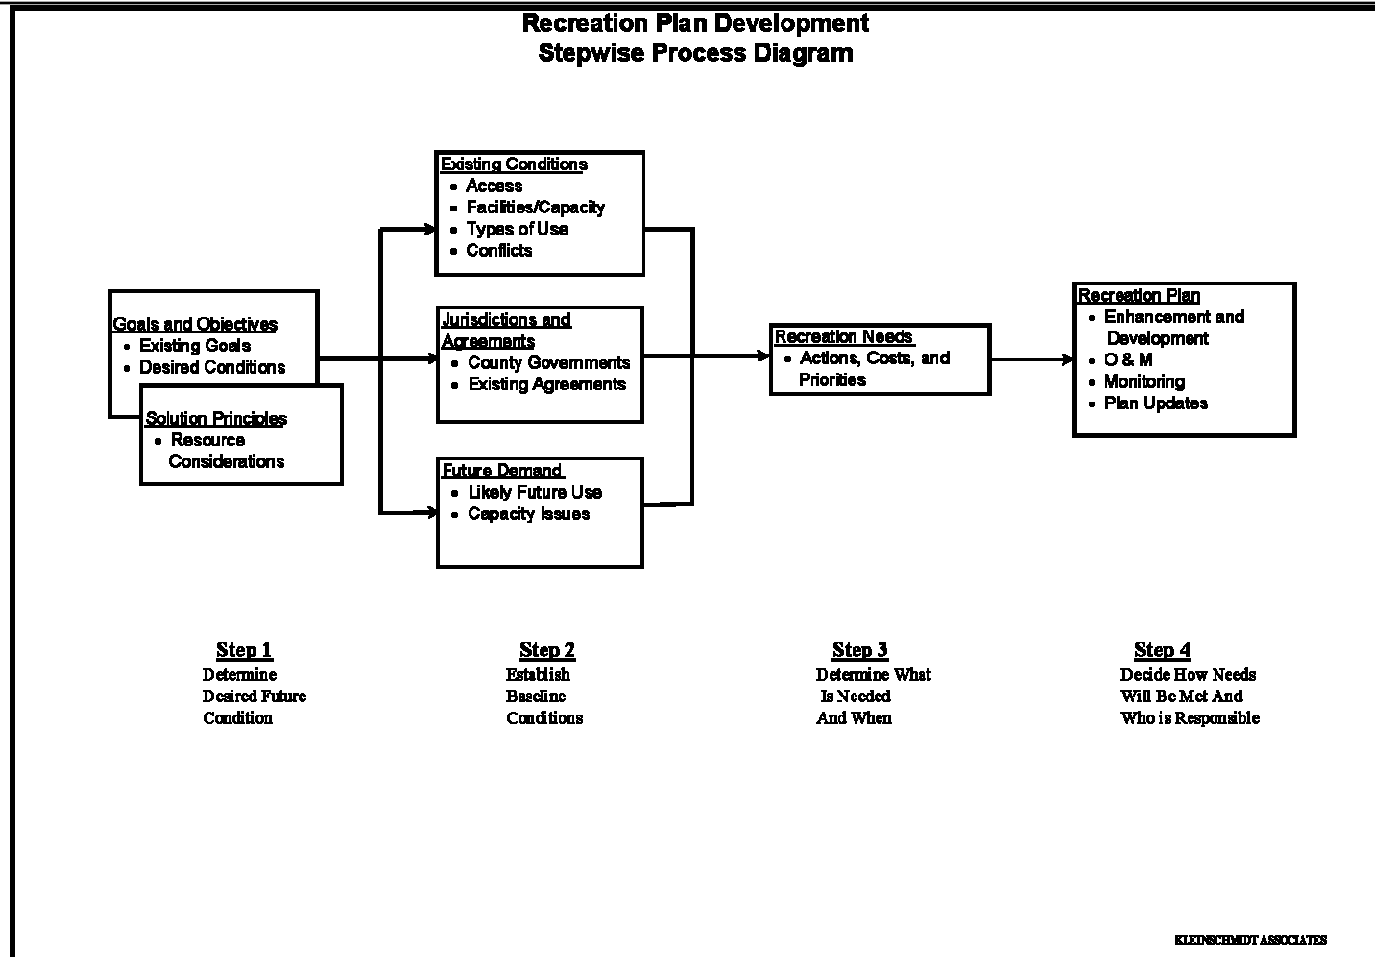 Recreation Plan Development
Stepwise Process Diagram
Goals and Objectives
• Existing Goals
• Desired Conditions
Solution Principles
• Resource
Considerations
Existing Conditions
• Access
• Facilities/Capacity
• Types of Use
• Conflicts
Jurisdictions and
Agreements
• County Governments
• Existing Agreements
Future Demand
• Likely Future Use
• Capacity Issues
Recreation Needs
• Actions, Costs, and
Priorities
Recreation Plan
• Enhancement and
Development
• O & M
• Monitoring
• Plan Updates
Step 1
Determine
Desired Future
Condition
Step 2
Establish
Baseline
Conditions
Step 3
Determine What
Is Needed
And When
Step 4
Decide How Needs
Will Be Met And
Who is Responsible
KLEINSCHMIDT ASSOCIATES